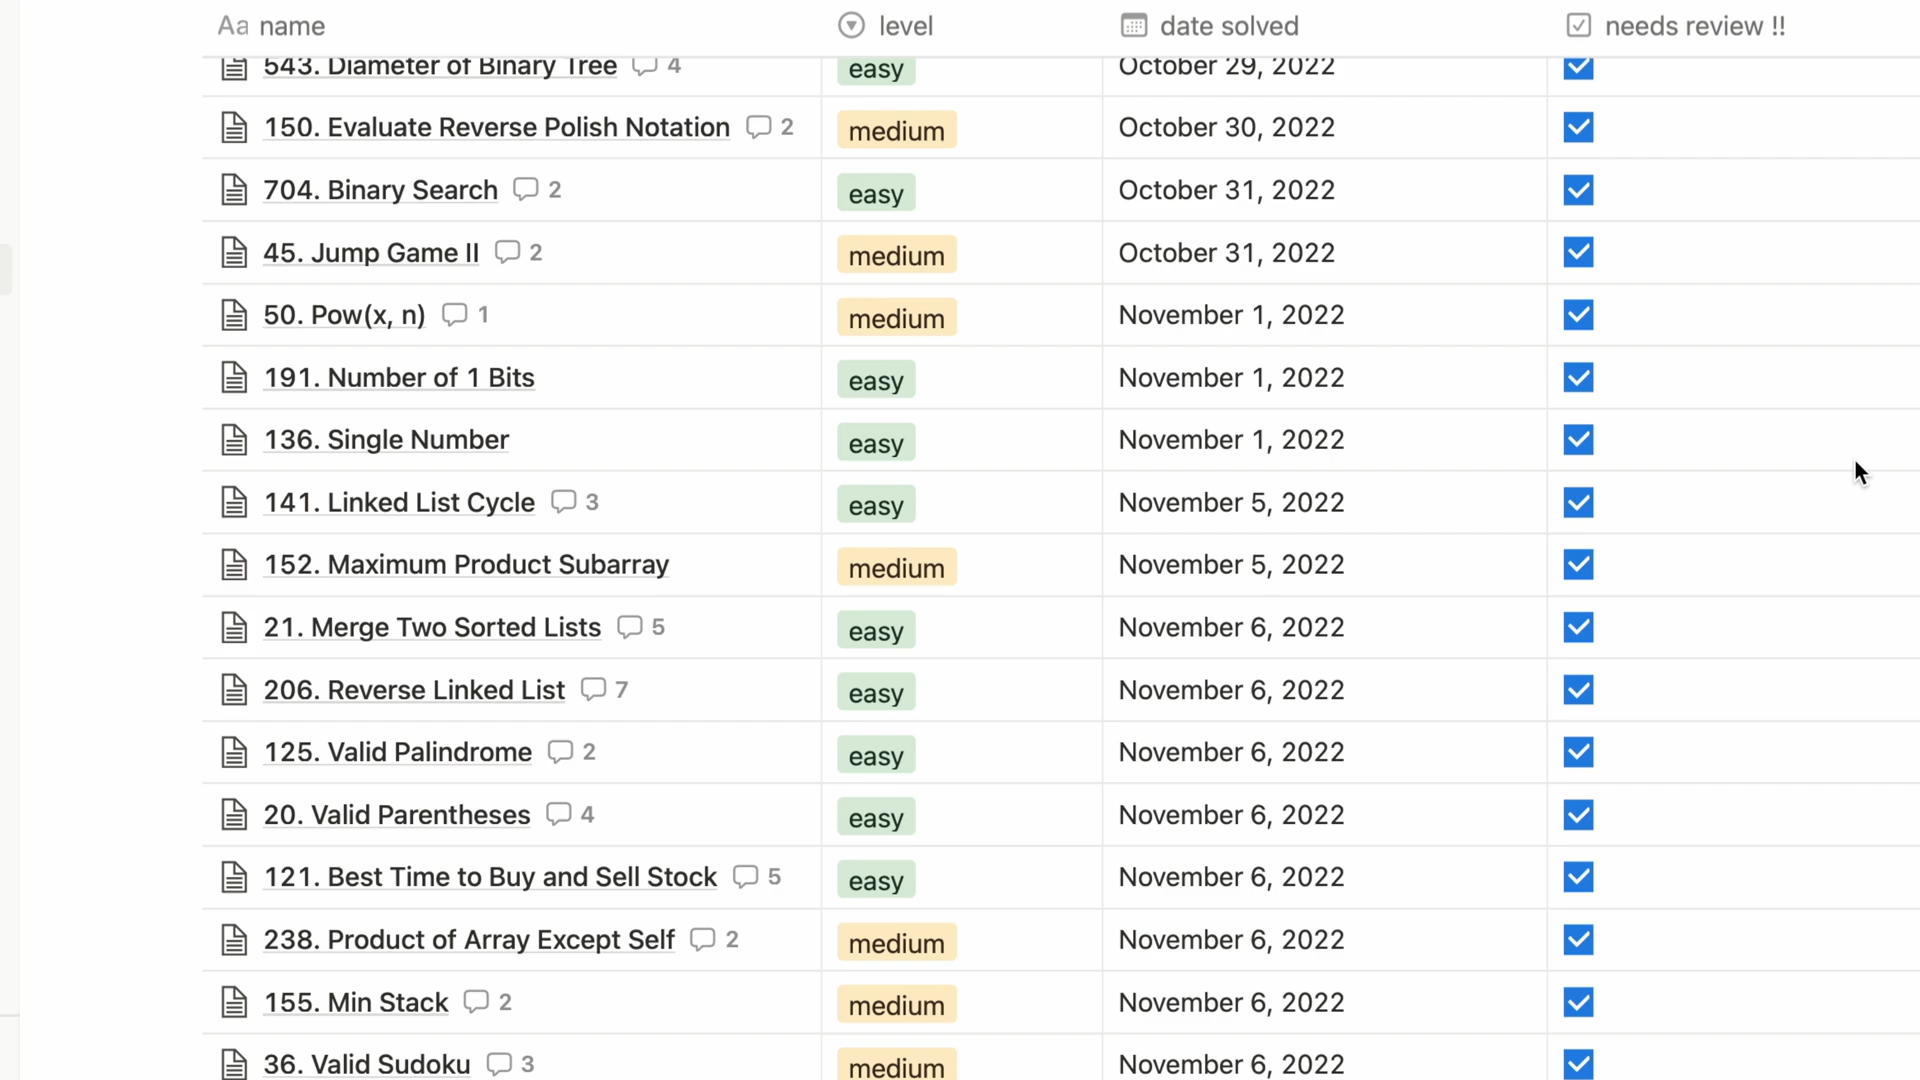 Aa name level date solved needs review !!
543. Diameter of Binary Tree 4 easy October 29, 2022
150. Evaluate Reverse Polish Notation 2 medium October 30, 2022
704. Binary Search 2 easy October 31, 2022
45. Jump Game II 2 medium October 31, 2022
50. Pow(x, n) 1 medium November 1, 2022
191. Number of 1 Bits easy November 1, 2022
136. Single Number easy November 1, 2022
141. Linked List Cycle 3 easy November 5, 2022
152. Maximum Product Subarray medium November 5, 2022
21. Merge Two Sorted Lists 5 easy November 6, 2022
206. Reverse Linked List 7 easy November 6, 2022
125. Valid Palindrome 2 easy November 6, 2022
20. Valid Parentheses 4 easy November 6, 2022
121. Best Time to Buy and Sell Stock 5 easy November 6, 2022
238. Product of Array Except Self 2 medium November 6, 2022
155. Min Stack 2 medium November 6, 2022
36. Valid Sudoku 3 medium November 6, 2022